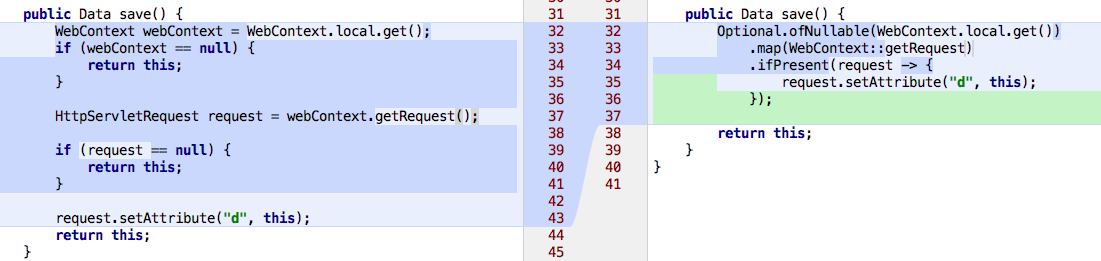 public Data save() {
    WebContext webContext = WebContext.local.get();
    if (webContext == null) {
        return this;
    }

    HttpServletRequest request = webContext.getRequest();

    if (request == null) {
        return this;
    }

    request.setAttribute("d", this);
    return this;
}
31 31
32 32
33 33
34 34
35 35
36 36
37 37
38 38
39 39
40 40
41 41
42
43
44
45
public Data save() {
    Optional.ofNullable(WebContext.local.get())
        .map(WebContext::getRequest)
        .ifPresent(request -> {
            request.setAttribute("d", this);
        });

    return this;
}
}